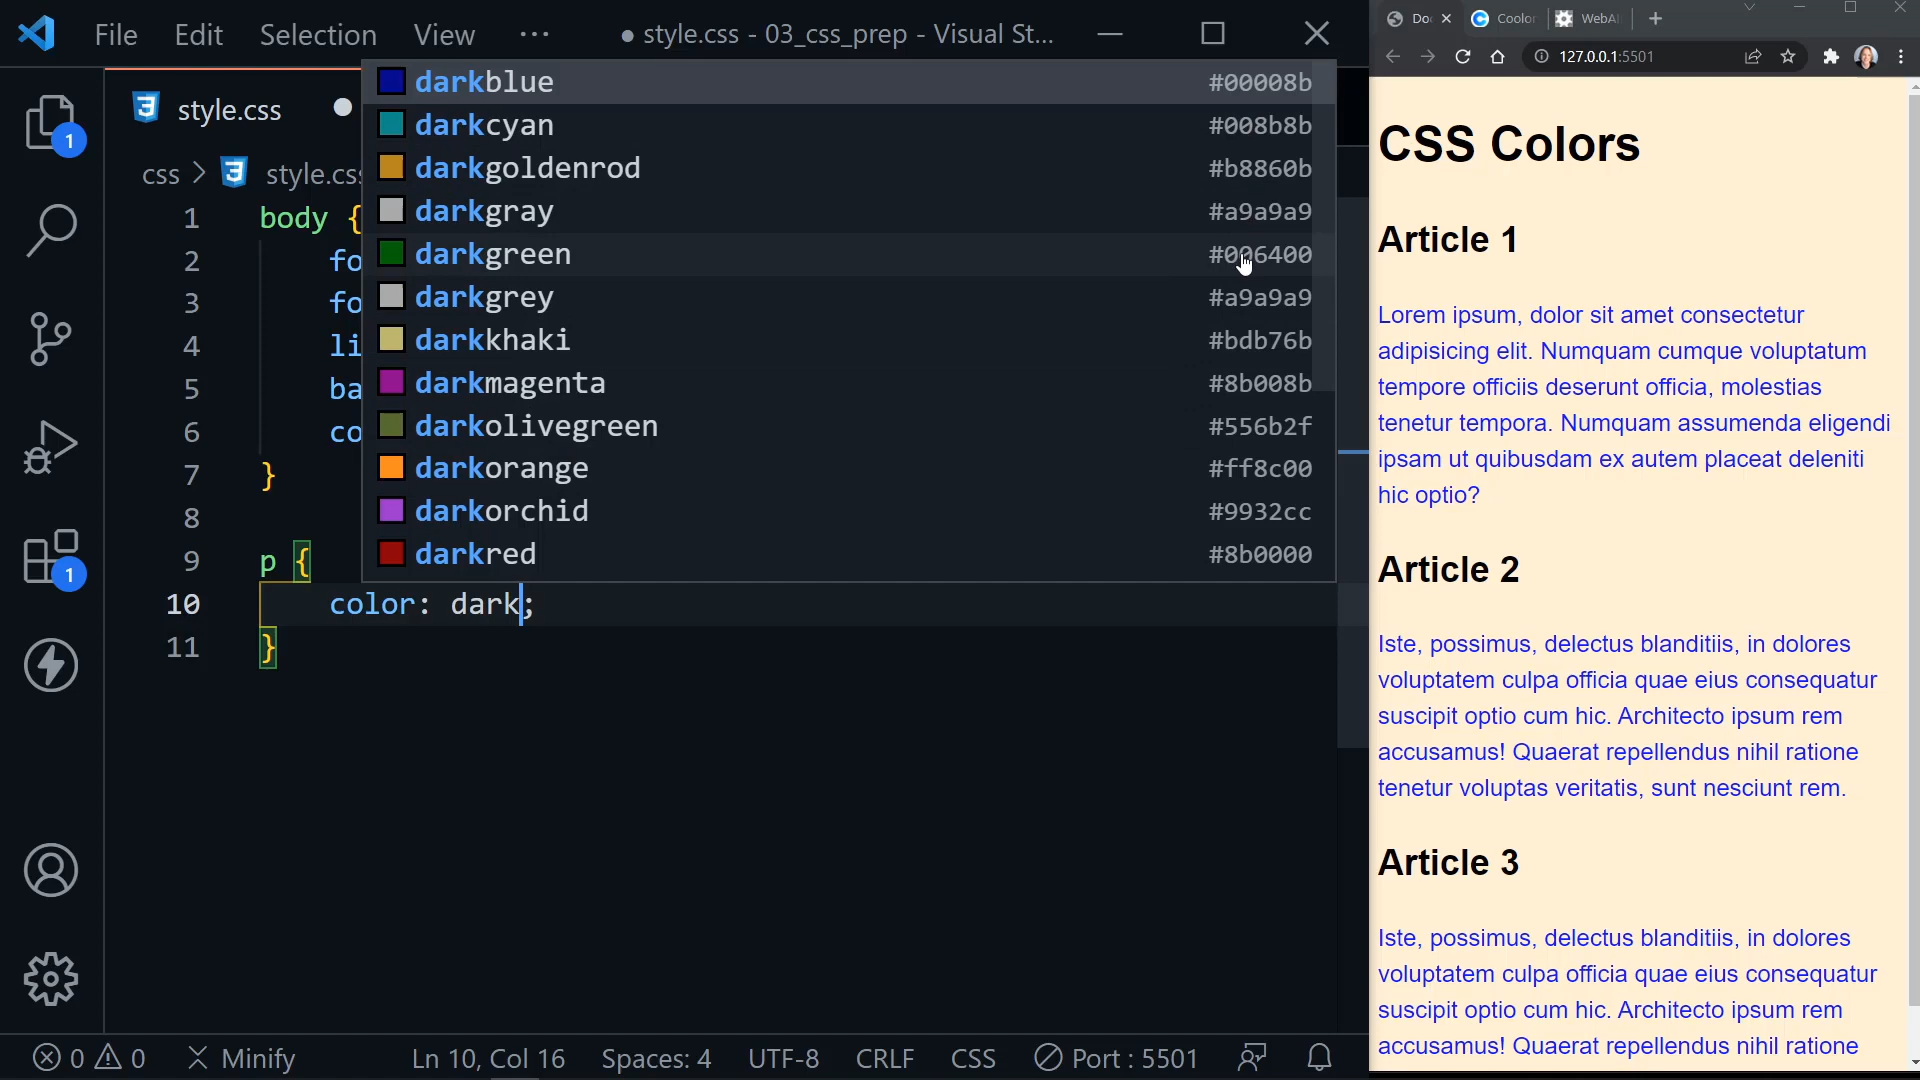 File Edit Selection View ··· ● style.css - 03_css_prep - Visual St...
style.css ●
css > style.css
1 body {
2 fo
3 fo
4 li
5 ba
6 co
7 }
8
9 p {
10 color: dark;
11 }
darkblue #00008b
darkcyan #008b8b
darkgoldenrod #b8860b
darkgray #a9a9a9
darkgreen #006400
darkgrey #a9a9a9
darkkhaki #bdb76b
darkmagenta #8b008b
darkolivegreen #556b2f
darkorange #ff8c00
darkorchid #9932cc
darkred #8b0000
1
1
0 0 Minify Ln 10, Col 16 Spaces: 4 UTF-8 CRLF CSS Port : 5501
Do Coolor WebAI
127.0.0.1:5501
CSS Colors
Article 1
Lorem ipsum, dolor sit amet consectetur
adipisicing elit. Numquam cumque voluptatum
tempore officiis deserunt officia, molestias
tenetur tempora. Numquam assumenda eligendi
ipsam ut quibusdam ex autem placeat deleniti
hic optio?
Article 2
Iste, possimus, delectus blanditiis, in dolores
voluptatem culpa officia quae eius consequatur
suscipit optio cum hic. Architecto ipsum rem
accusamus! Quaerat repellendus nihil ratione
tenetur voluptas veritatis, sunt nesciunt rem.
Article 3
Iste, possimus, delectus blanditiis, in dolores
voluptatem culpa officia quae eius consequatur
suscipit optio cum hic. Architecto ipsum rem
accusamus! Quaerat repellendus nihil ratione